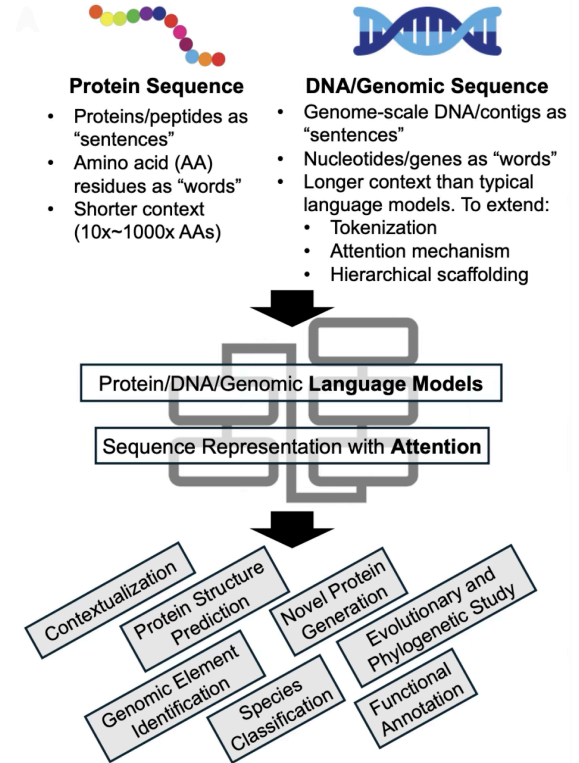 A
Protein Sequence
• Proteins/peptides as
“sentences”
• Amino acid (AA)
residues as “words”
• Shorter context
(10x~1000x AAs)
DNA/Genomic Sequence
• Genome-scale DNA/contigs as
“sentences”
• Nucleotides/genes as “words”
• Longer context than typical
language models. To extend:
• Tokenization
• Attention mechanism
• Hierarchical scaffolding
Protein/DNA/Genomic Language Models
Sequence Representation with Attention
Contextualization
Protein Structure
Prediction
Novel Protein
Generation
Evolutionary and
Phylogenetic Study
Genomic Element
Identification
Species
Classification
Functional
Annotation